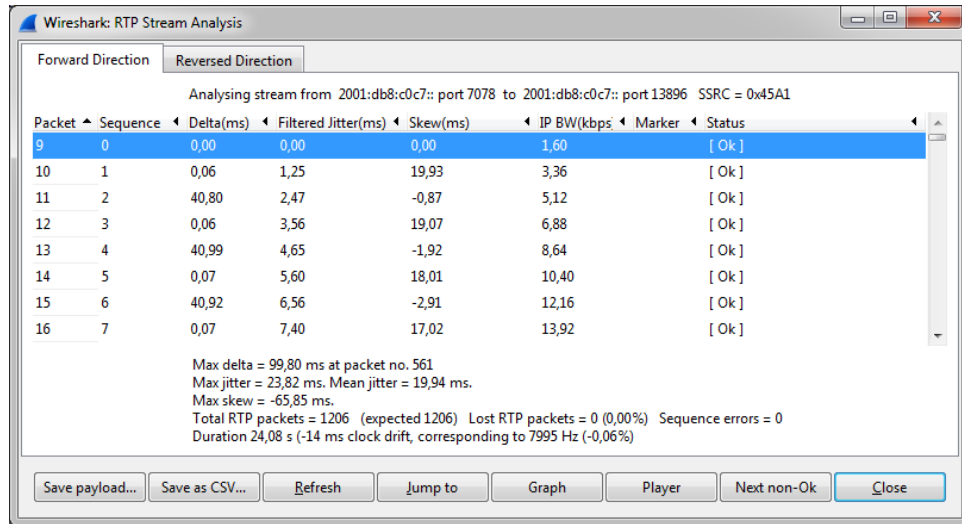 Wireshark: RTP Stream Analysis
Forward Direction Reversed Direction
Analysing stream from 2001:db8:c0c7:: port 7078 to 2001:db8:c0c7:: port 13896 SSRC = 0x45A1
Packet Sequence Delta(ms) Filtered Jitter(ms) Skew(ms) IP BW(kbps) Marker Status
9 0 0,00 0,00 0,00 1,60 [ Ok ]
10 1 0,06 1,25 19,93 3,36 [ Ok ]
11 2 40,80 2,47 -0,87 5,12 [ Ok ]
12 3 0,06 3,56 19,07 6,88 [ Ok ]
13 4 40,99 4,65 -1,92 8,64 [ Ok ]
14 5 0,07 5,60 18,01 10,40 [ Ok ]
15 6 40,92 6,56 -2,91 12,16 [ Ok ]
16 7 0,07 7,40 17,02 13,92 [ Ok ]
Max delta = 99,80 ms at packet no. 561
Max jitter = 23,82 ms. Mean jitter = 19,94 ms.
Max skew = -65,85 ms.
Total RTP packets = 1206 (expected 1206) Lost RTP packets = 0 (0,00%) Sequence errors = 0
Duration 24,08 s (-14 ms clock drift, corresponding to 7995 Hz (-0,06%)
Save payload... Save as CSV... Refresh Jump to Graph Player Next non-Ok Close